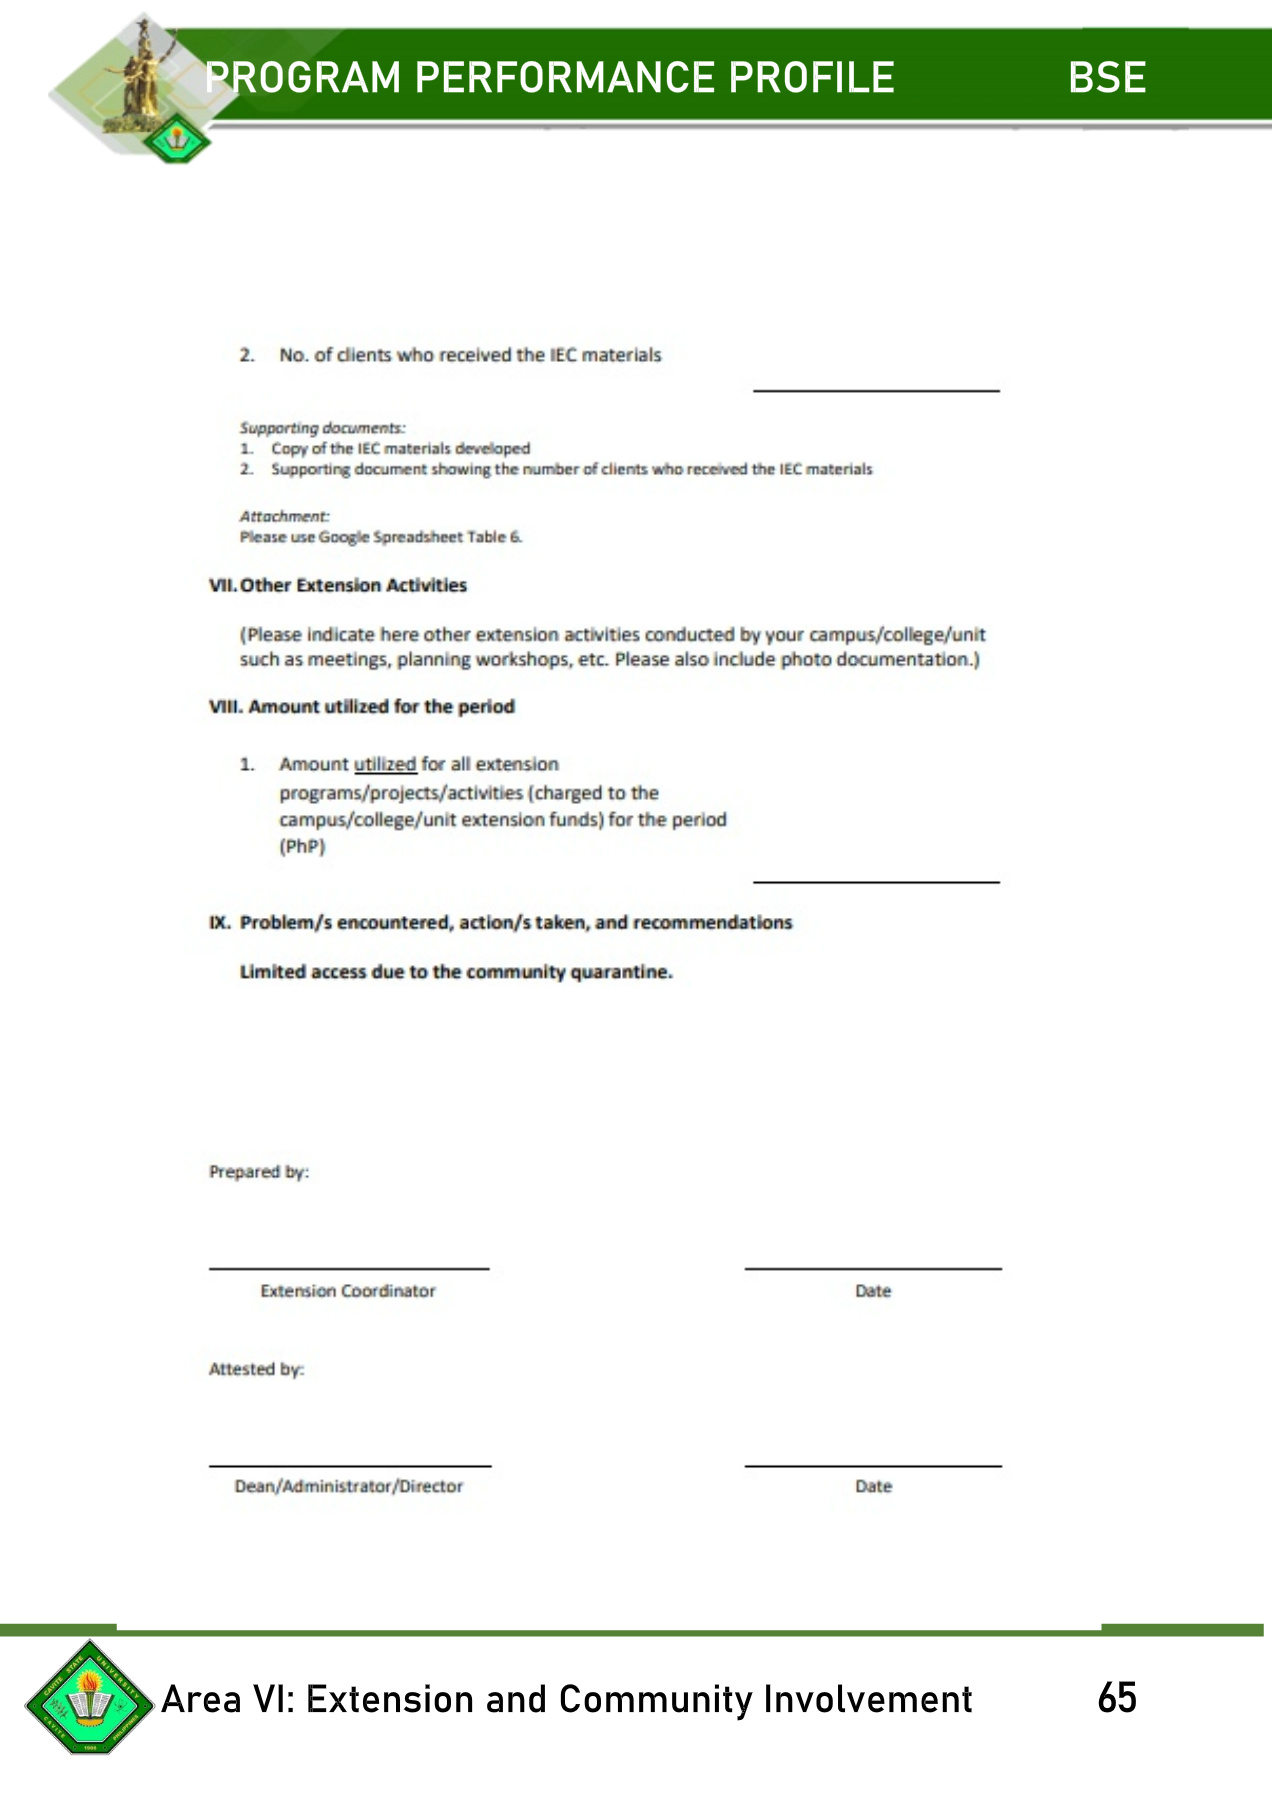 PROGRAM PERFORMANCE PROFILE BSE
2. No. of clients who received the IEC materials
Supporting documents:
1. Copy of the IEC materials developed
2. Supporting document showing the number of clients who received the IEC materials
Attachment:
Please use Google Spreadsheet Table 6.
VII. Other Extension Activities
(Please indicate here other extension activities conducted by your campus/college/unit
such as meetings, planning workshops, etc. Please also include photo documentation.)
VIII. Amount utilized for the period
1. Amount utilized for all extension
programs/projects/activities (charged to the
campus/college/unit extension funds) for the period
(PhP)
IX. Problem/s encountered, action/s taken, and recommendations
Limited access due to the community quarantine.
Prepared by:
Extension Coordinator Date
Attested by:
Dean/Administrator/Director Date
CAVITE STATE UNIVERSITY
CAVITE PHILIPPINES
1906
Area VI: Extension and Community Involvement 65